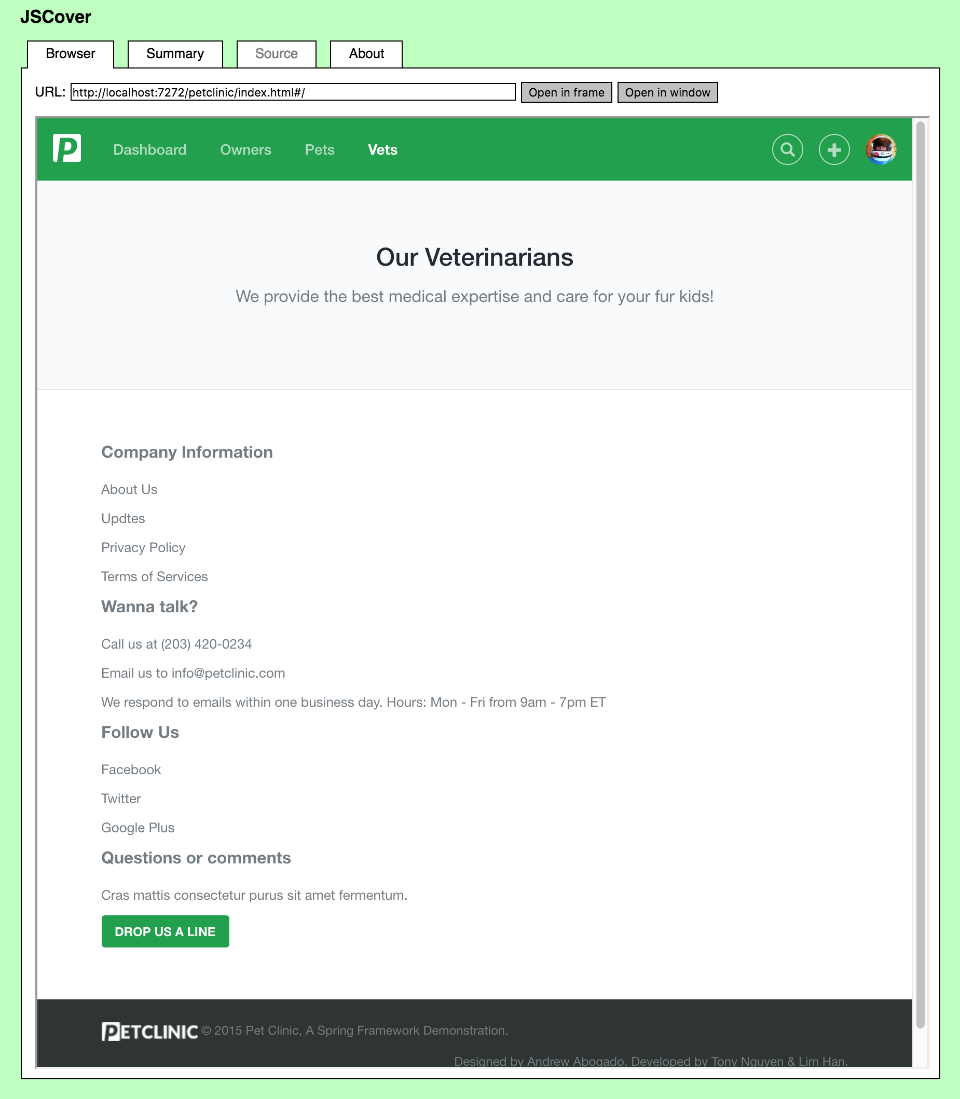 JSCover
Browser Summary Source About
URL: http://localhost:7272/petclinic/index.html#/ Open in frame Open in window
P Dashboard Owners Pets Vets
Our Veterinarians
We provide the best medical expertise and care for your fur kids!
Company Information
About Us
Updtes
Privacy Policy
Terms of Services
Wanna talk?
Call us at (203) 420-0234
Email us to info@petclinic.com
We respond to emails within one business day. Hours: Mon - Fri from 9am - 7pm ET
Follow Us
Facebook
Twitter
Google Plus
Questions or comments
Cras mattis consectetur purus sit amet fermentum.
DROP US A LINE
PETCLINIC © 2015 Pet Clinic, A Spring Framework Demonstration.
Designed by Andrew Abogado. Developed by Tony Nguyen & Lim Han.